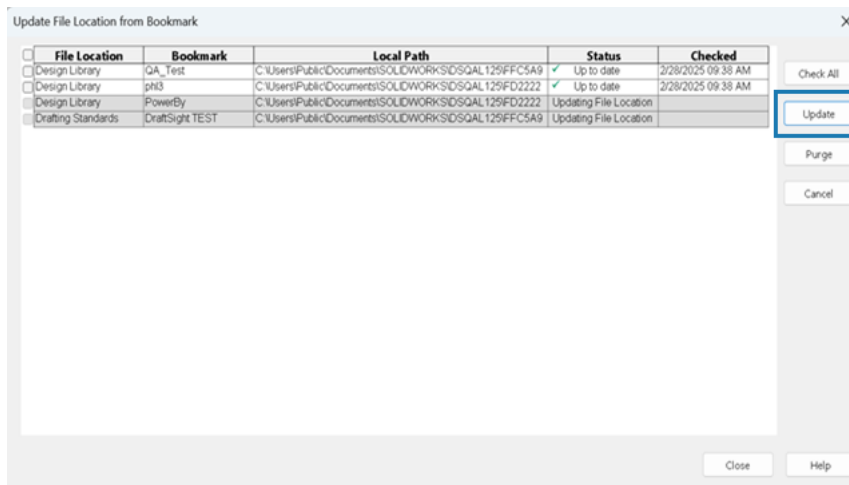 Update File Location from Bookmark
File Location Bookmark Local Path Status Checked
Design Library QA_Test C:\Users\Public\Documents\SOLIDWORKS\DSQAL125\FFC5A9 ✓ Up to date 2/28/2025 09:38 AM
Design Library phl3 C:\Users\Public\Documents\SOLIDWORKS\DSQAL125\FD2222 ✓ Up to date 2/28/2025 09:38 AM
Design Library PowerBy C:\Users\Public\Documents\SOLIDWORKS\DSQAL125\FD2222 Updating File Location
Drafting Standards DraftSight TEST C:\Users\Public\Documents\SOLIDWORKS\DSQAL125\FFC5A9 Updating File Location
Check All
Update
Purge
Cancel
Close Help